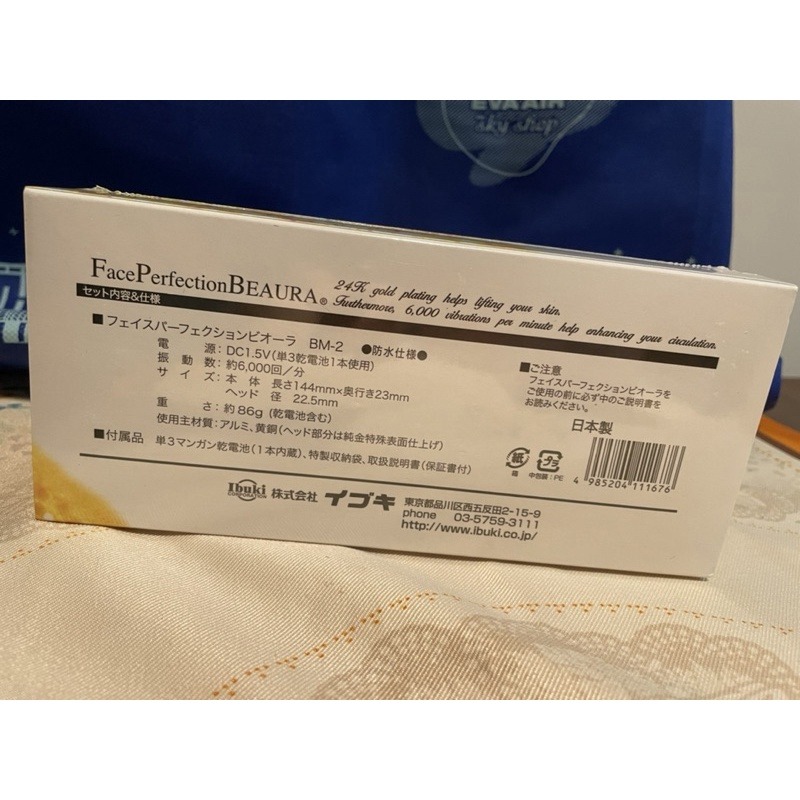 EVA AIR
Sky shop
FacePerfectionBEAURA®
24K gold plating helps lifting your skin.
Furthermore, 6,000 vibrations per minute help enhancing your circulation.
セット内容&仕様
■フェイスパーフェクションビオーラ BM-2 ●防水仕様●
電源:DC1.5V(単3乾電池1本使用)
振動数:約6,000回/分
サイズ:本体 長さ144mm×奥行き23mm
ヘッド 径 22.5mm
重さ:約86g(乾電池含む)
使用主材質:アルミ、黄銅(ヘッド部分は純金特殊表面仕上げ)
■付属品 単3マンガン乾電池(1本内蔵)、特製収納袋、取扱説明書(保証書付)
■ご注意
フェイスパーフェクションビオーラを
ご使用の前に必ず中のご説明書を
お読みください。
日本製
紙
箱
プラ
中包装:PE
4 985204 111676
Ibuki
CORPORATION
株式会社 イブキ
東京都品川区西五反田2-15-9
phone 03-5759-3111
http://www.ibuki.co.jp/